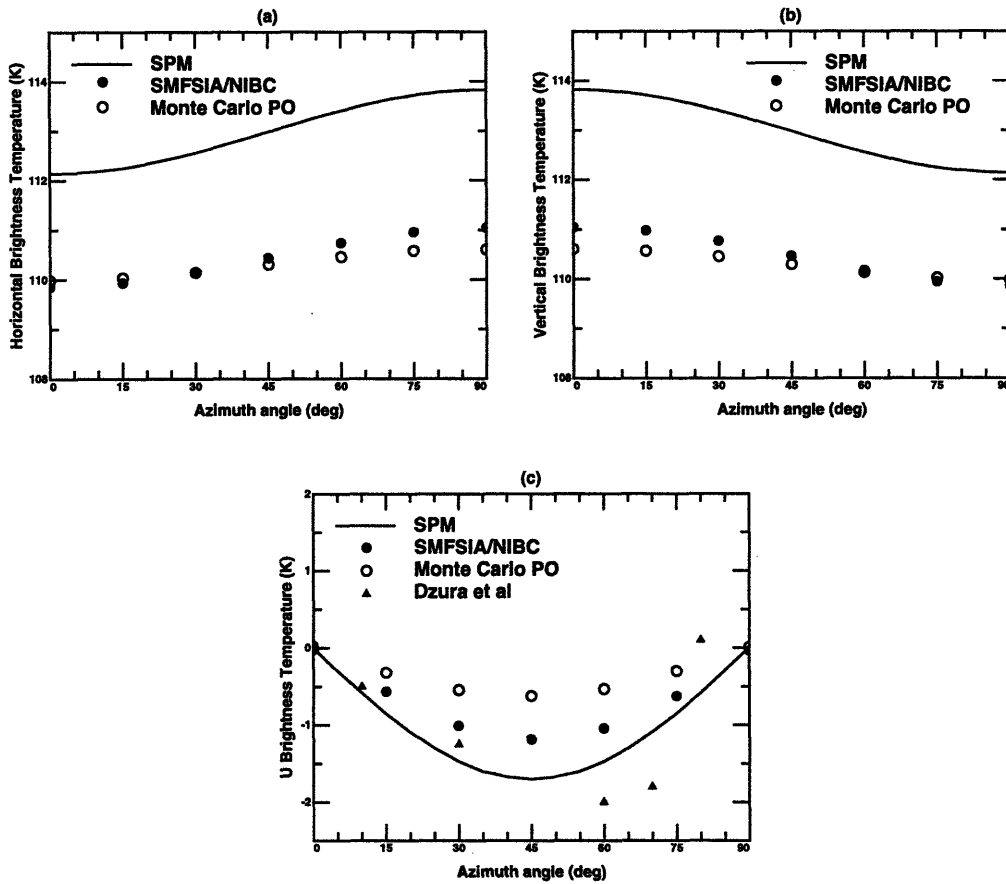 (a)
SPM
SMFSIA/NIBC
Monte Carlo PO
Horizontal Brightness Temperature (K)
114
112
110
108
0 15 30 45 60 75 90
Azimuth angle (deg)
(b)
SPM
SMFSIA/NIBC
Monte Carlo PO
Vertical Brightness Temperature (K)
114
112
110
108
0 15 30 45 60 75 90
Azimuth angle (deg)
(c)
SPM
SMFSIA/NIBC
Monte Carlo PO
Dzura et al
U Brightness Temperature (K)
2
1
0
-1
-2
0 15 30 45 60 75 90
Azimuth angle (deg)